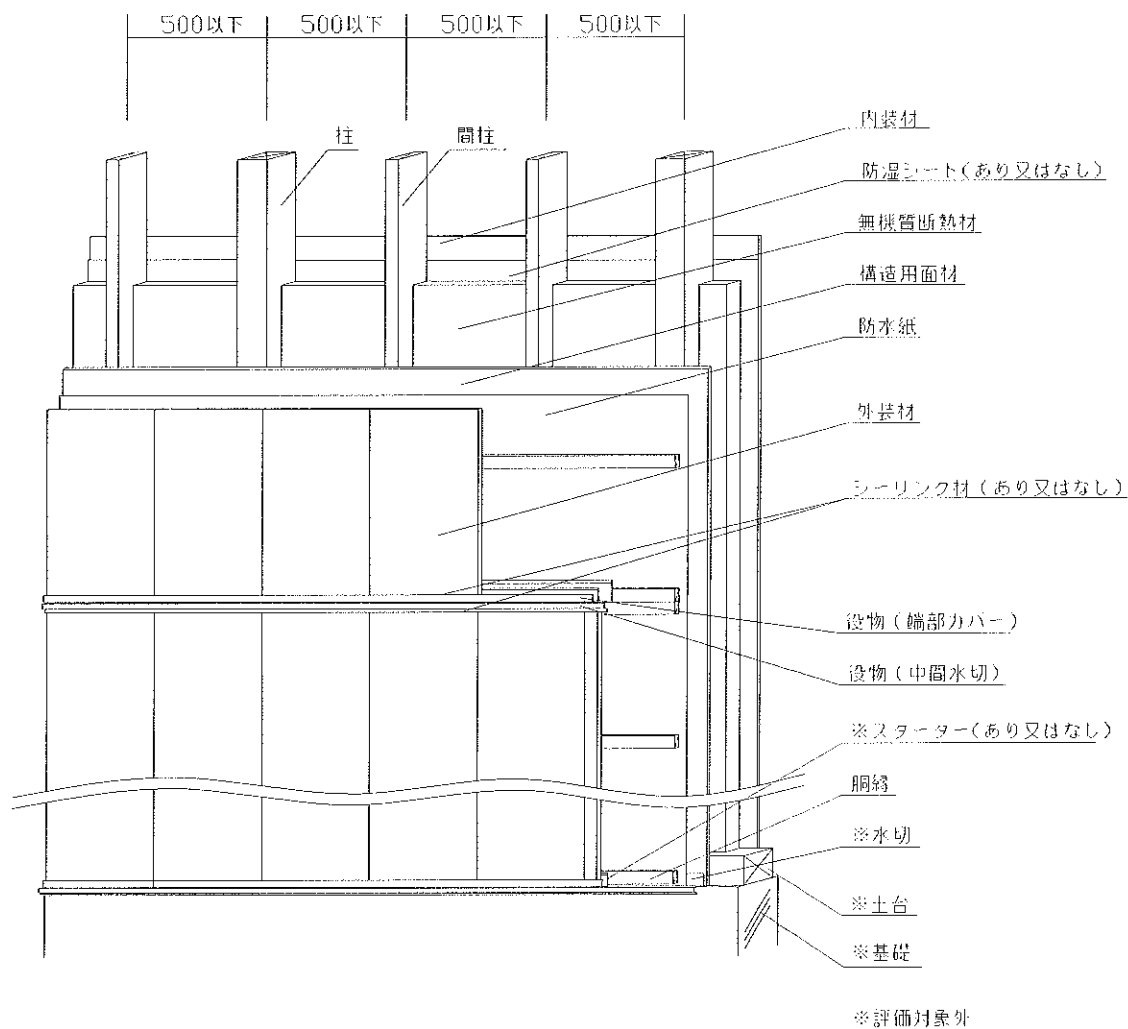 500以下 500以下 500以下 500以下
柱
間柱
内装材
防湿シート(あり又はなし)
無機質断熱材
構造用面材
防水紙
外装材
シーリング材(あり又はなし)
役物(端部カバー)
役物(中間水切)
※スターター(あり又はなし)
胴縁
※水切
※土台
※基礎
※評価対象外